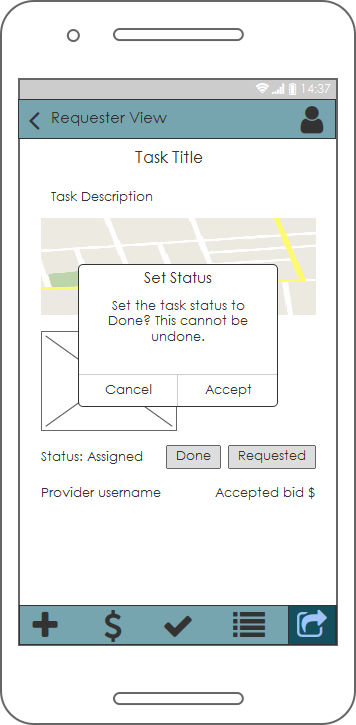 14:37
Requester View
Task Title
Task Description
Set Status
Set the task status to
Done? This cannot be
undone.
Cancel Accept
Status: Assigned Done Requested
Provider username Accepted bid $
$